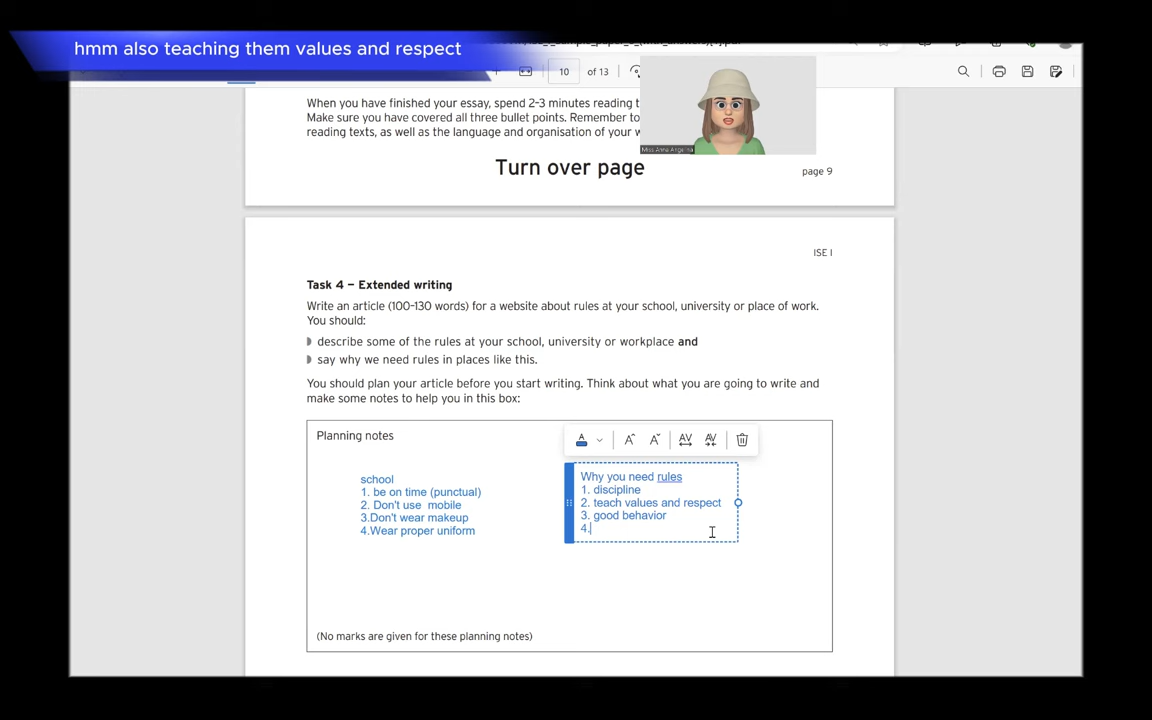 hmm also teaching them values and respect
10 of 13
When you have finished your essay, spend 2–3 minutes reading t
Make sure you have covered all three bullet points. Remember to
reading texts, as well as the language and organisation of your w
Turn over page
page 9
ISE I
Task 4 – Extended writing
Write an article (100–130 words) for a website about rules at your school, university or place of work.
You should:
describe some of the rules at your school, university or workplace and
say why we need rules in places like this.
You should plan your article before you start writing. Think about what you are going to write and
make some notes to help you in this box:
Planning notes
school
1. be on time (punctual)
2. Don't use mobile
3.Don't wear makeup
4.Wear proper uniform
Why you need rules
1. discipline
2. teach values and respect
3. good behavior
4.
(No marks are given for these planning notes)